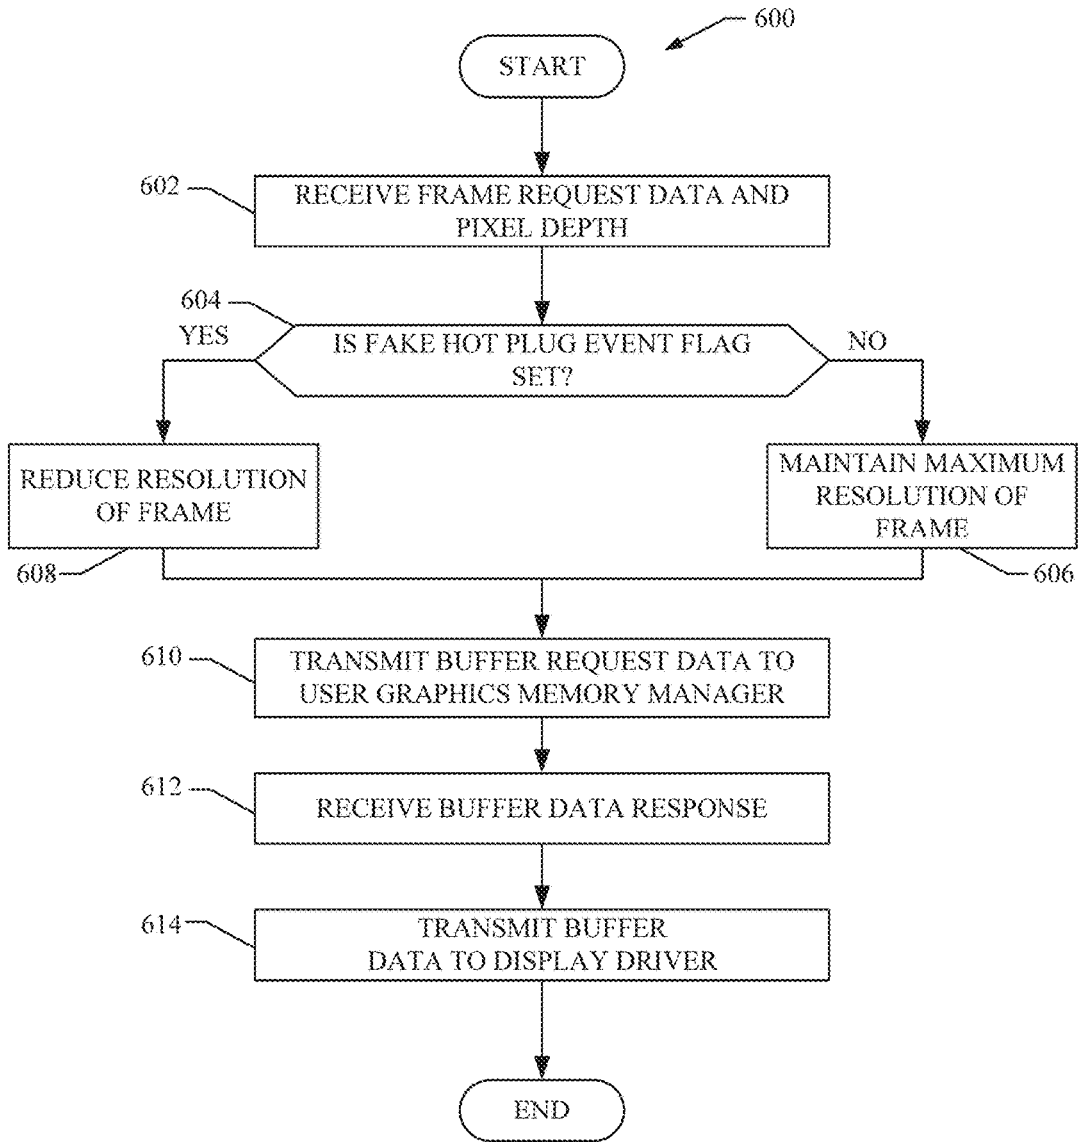 600
START
602
RECEIVE FRAME REQUEST DATA AND
PIXEL DEPTH
604
YES
IS FAKE HOT PLUG EVENT FLAG
SET?
NO
REDUCE RESOLUTION
OF FRAME
MAINTAIN MAXIMUM
RESOLUTION OF
FRAME
608
606
610
TRANSMIT BUFFER REQUEST DATA TO
USER GRAPHICS MEMORY MANAGER
612
RECEIVE BUFFER DATA RESPONSE
614
TRANSMIT BUFFER
DATA TO DISPLAY DRIVER
END